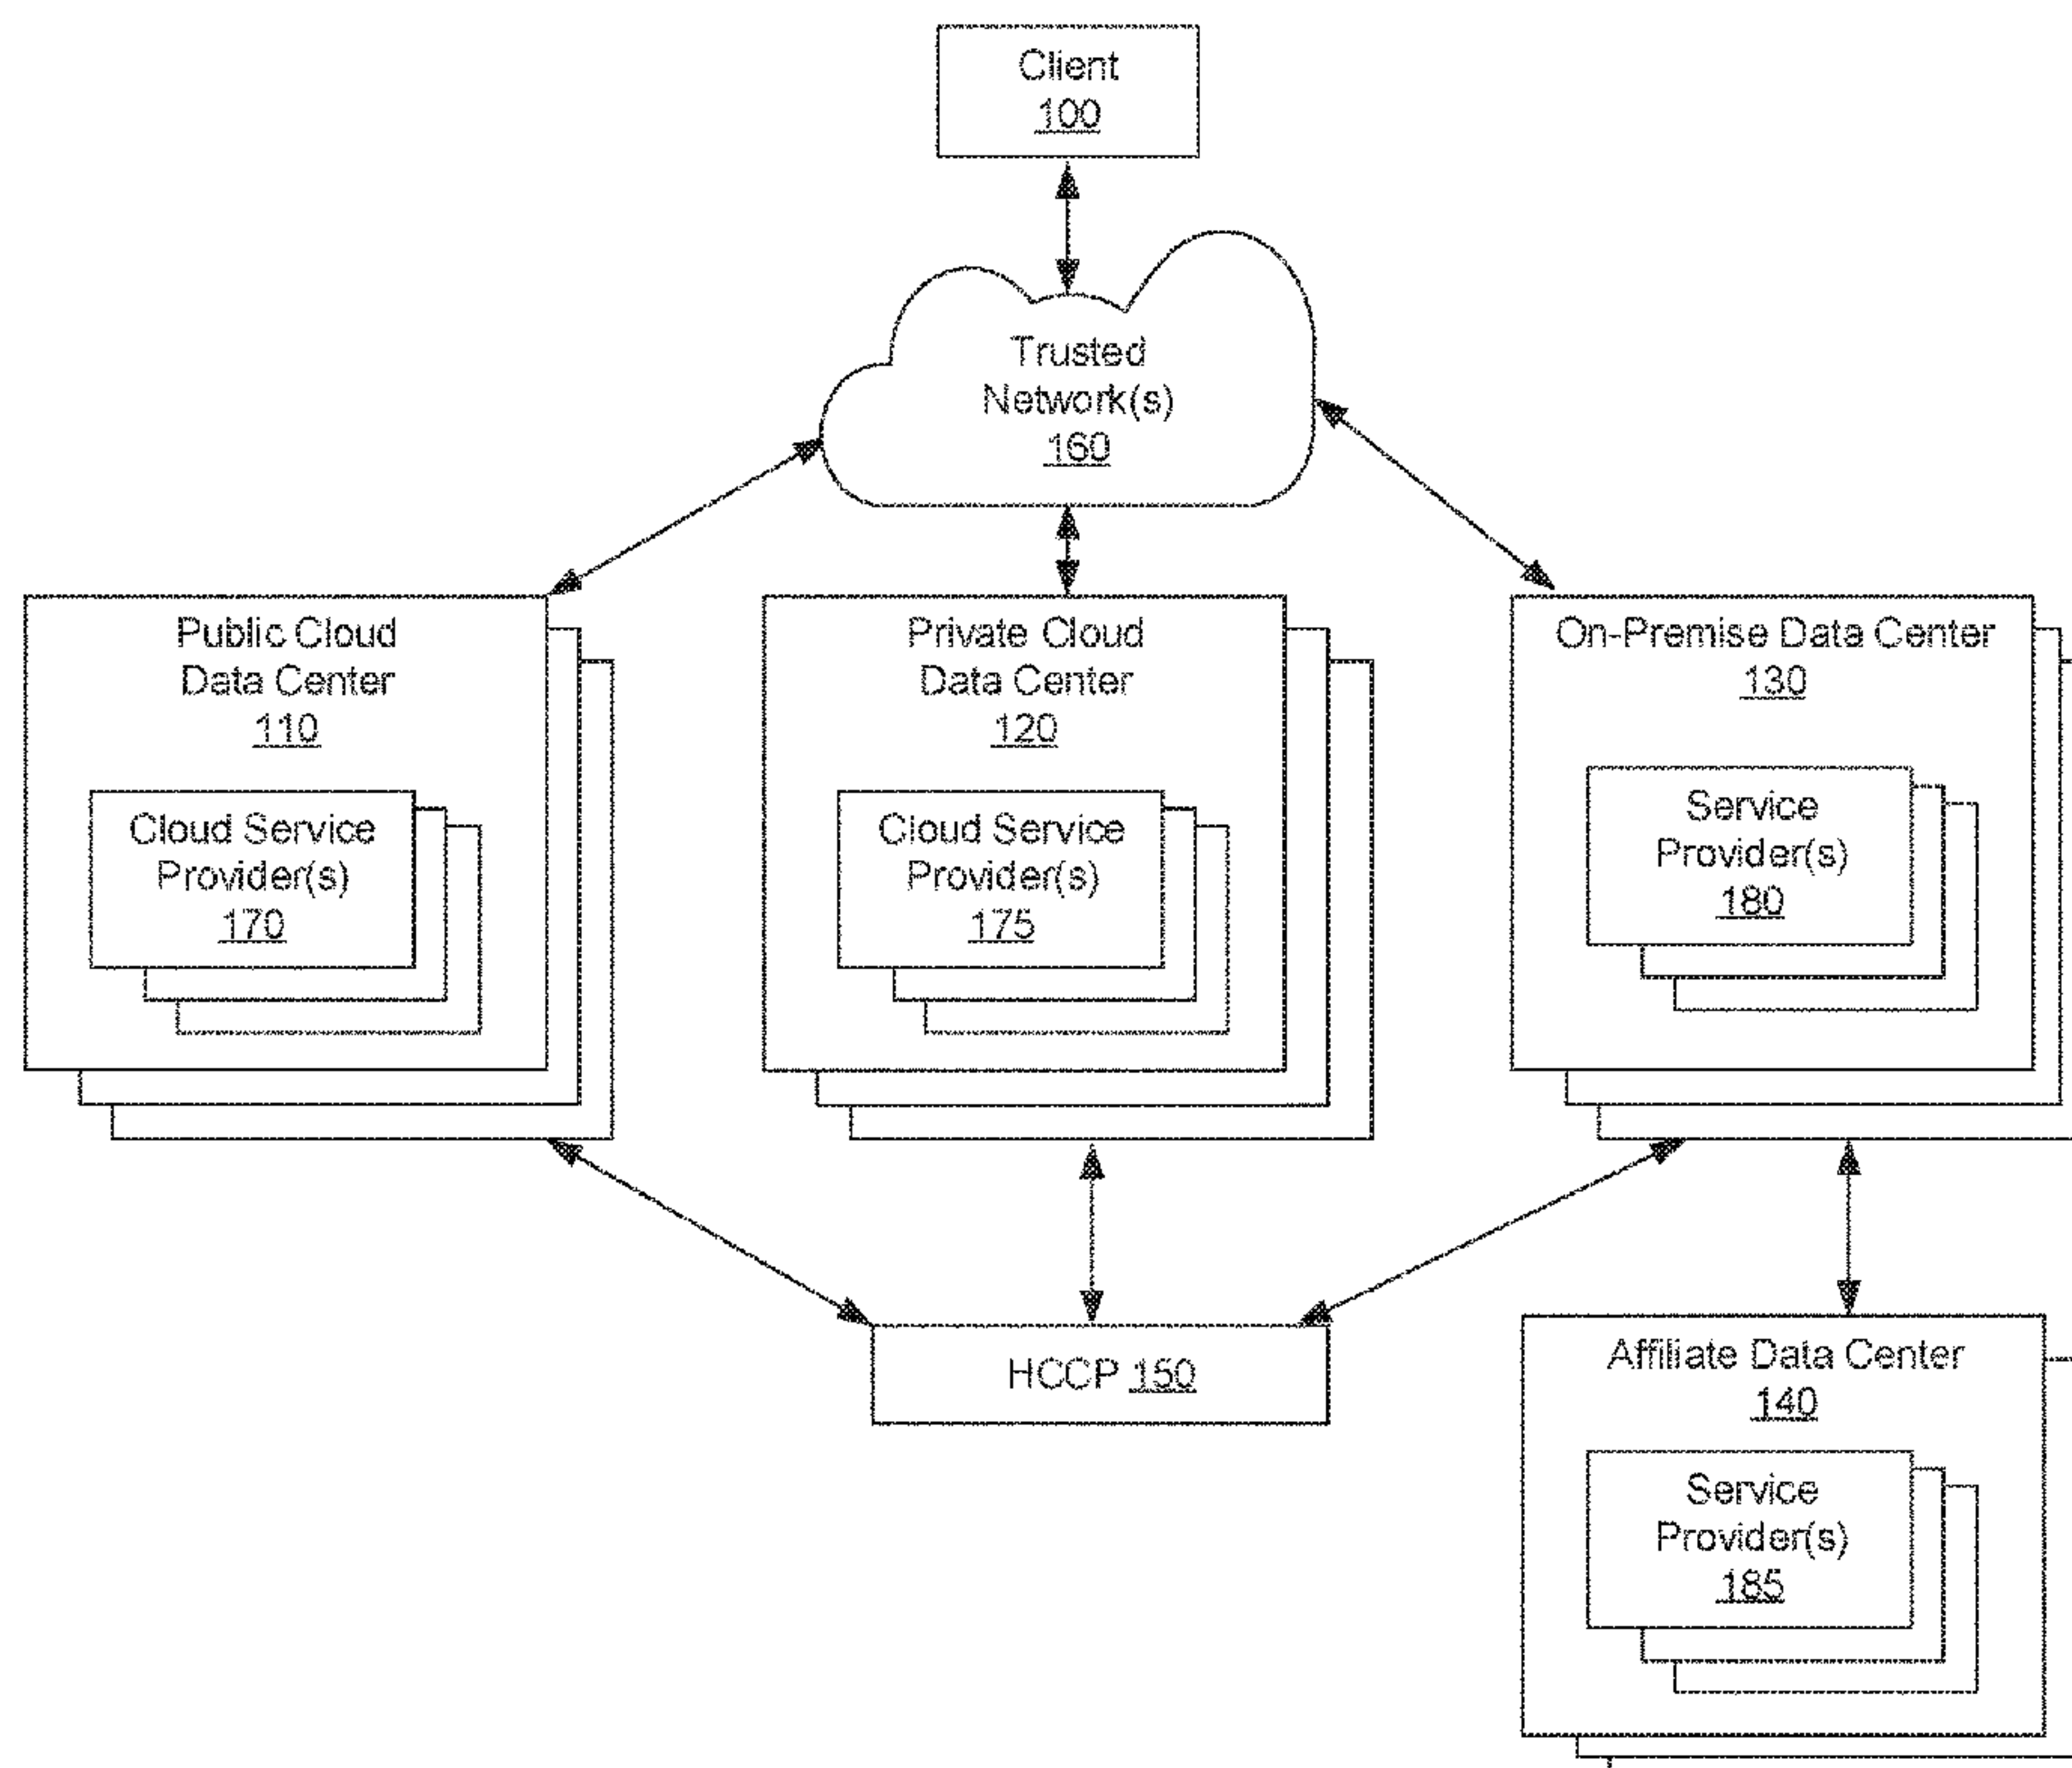 Client
100
Trusted
Network(s)
160
Public Cloud
Data Center
110
Cloud Service
Provider(s)
170
Private Cloud
Data Center
120
Cloud Service
Provider(s)
175
On-Premise Data Center
130
Service
Provider(s)
180
HCCP 150
Affiliate Data Center
140
Service
Provider(s)
185